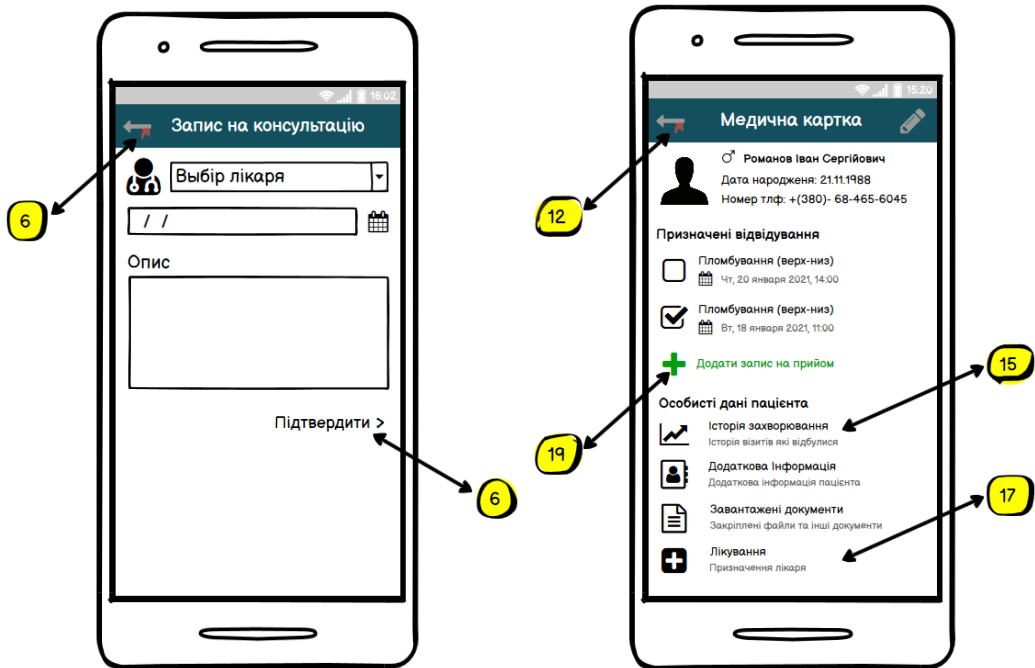 16:02
Запис на консультацію
Вибір лікаря
/ /
Опис
Підтвердити >
6
6
15:20
Медична картка
Романов Іван Сергійович
Дата народженя: 21.11.1988
Номер тлф: +(380)- 68-465-6045
Призначені відвідування
Пломбування (верх-низ)
Чт, 20 января 2021, 14:00
Пломбування (верх-низ)
Вт, 18 января 2021, 11:00
Додати запис на прийом
Особисті дані пацієнта
Історія захворювання
Історія візитів які відбулися
Додаткова Інформація
Додаткова інформація пацієнта
Завантажені документи
Закріплені файли та інші документи
Лікування
Призначення лікаря
12
15
19
17